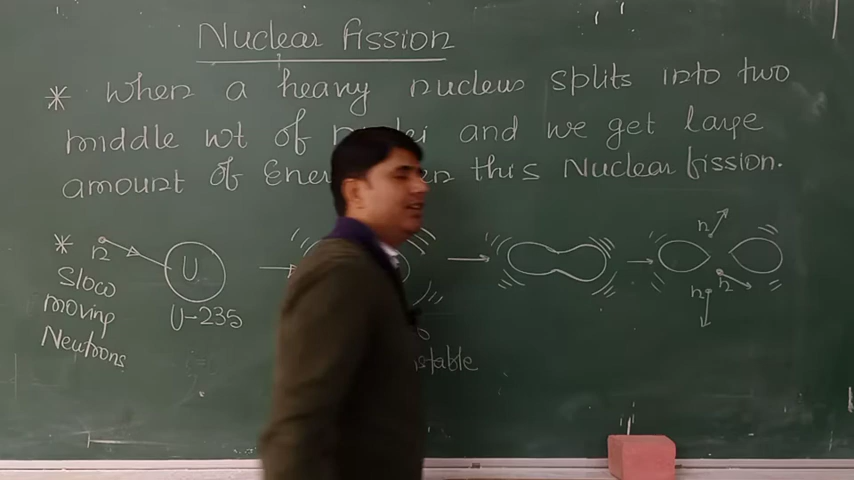 Nuclear fission
* When a heavy nucleus splits into two
middle wt of and we get large
amount of this Nuclear fission.
* n U n
Slow n n
moving U-235
Neutrons